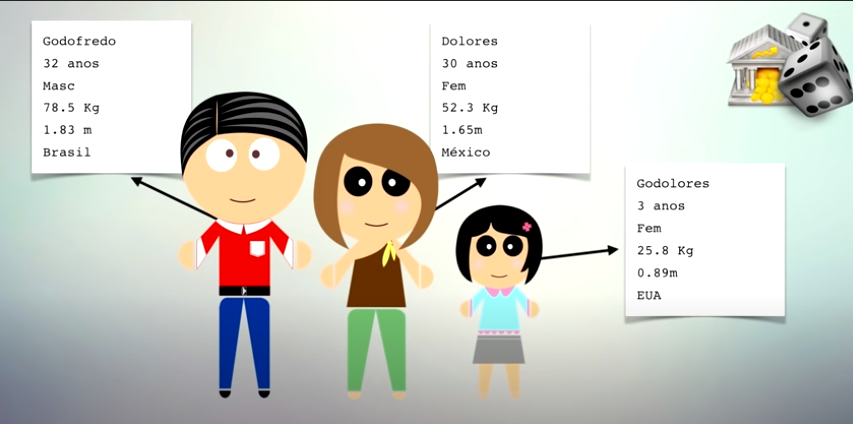 Godofredo
32 anos
Masc
78.5 Kg
1.83 m
Brasil
Dolores
30 anos
Fem
52.3 Kg
1.65m
México
Godolores
3 anos
Fem
25.8 Kg
0.89m
EUA